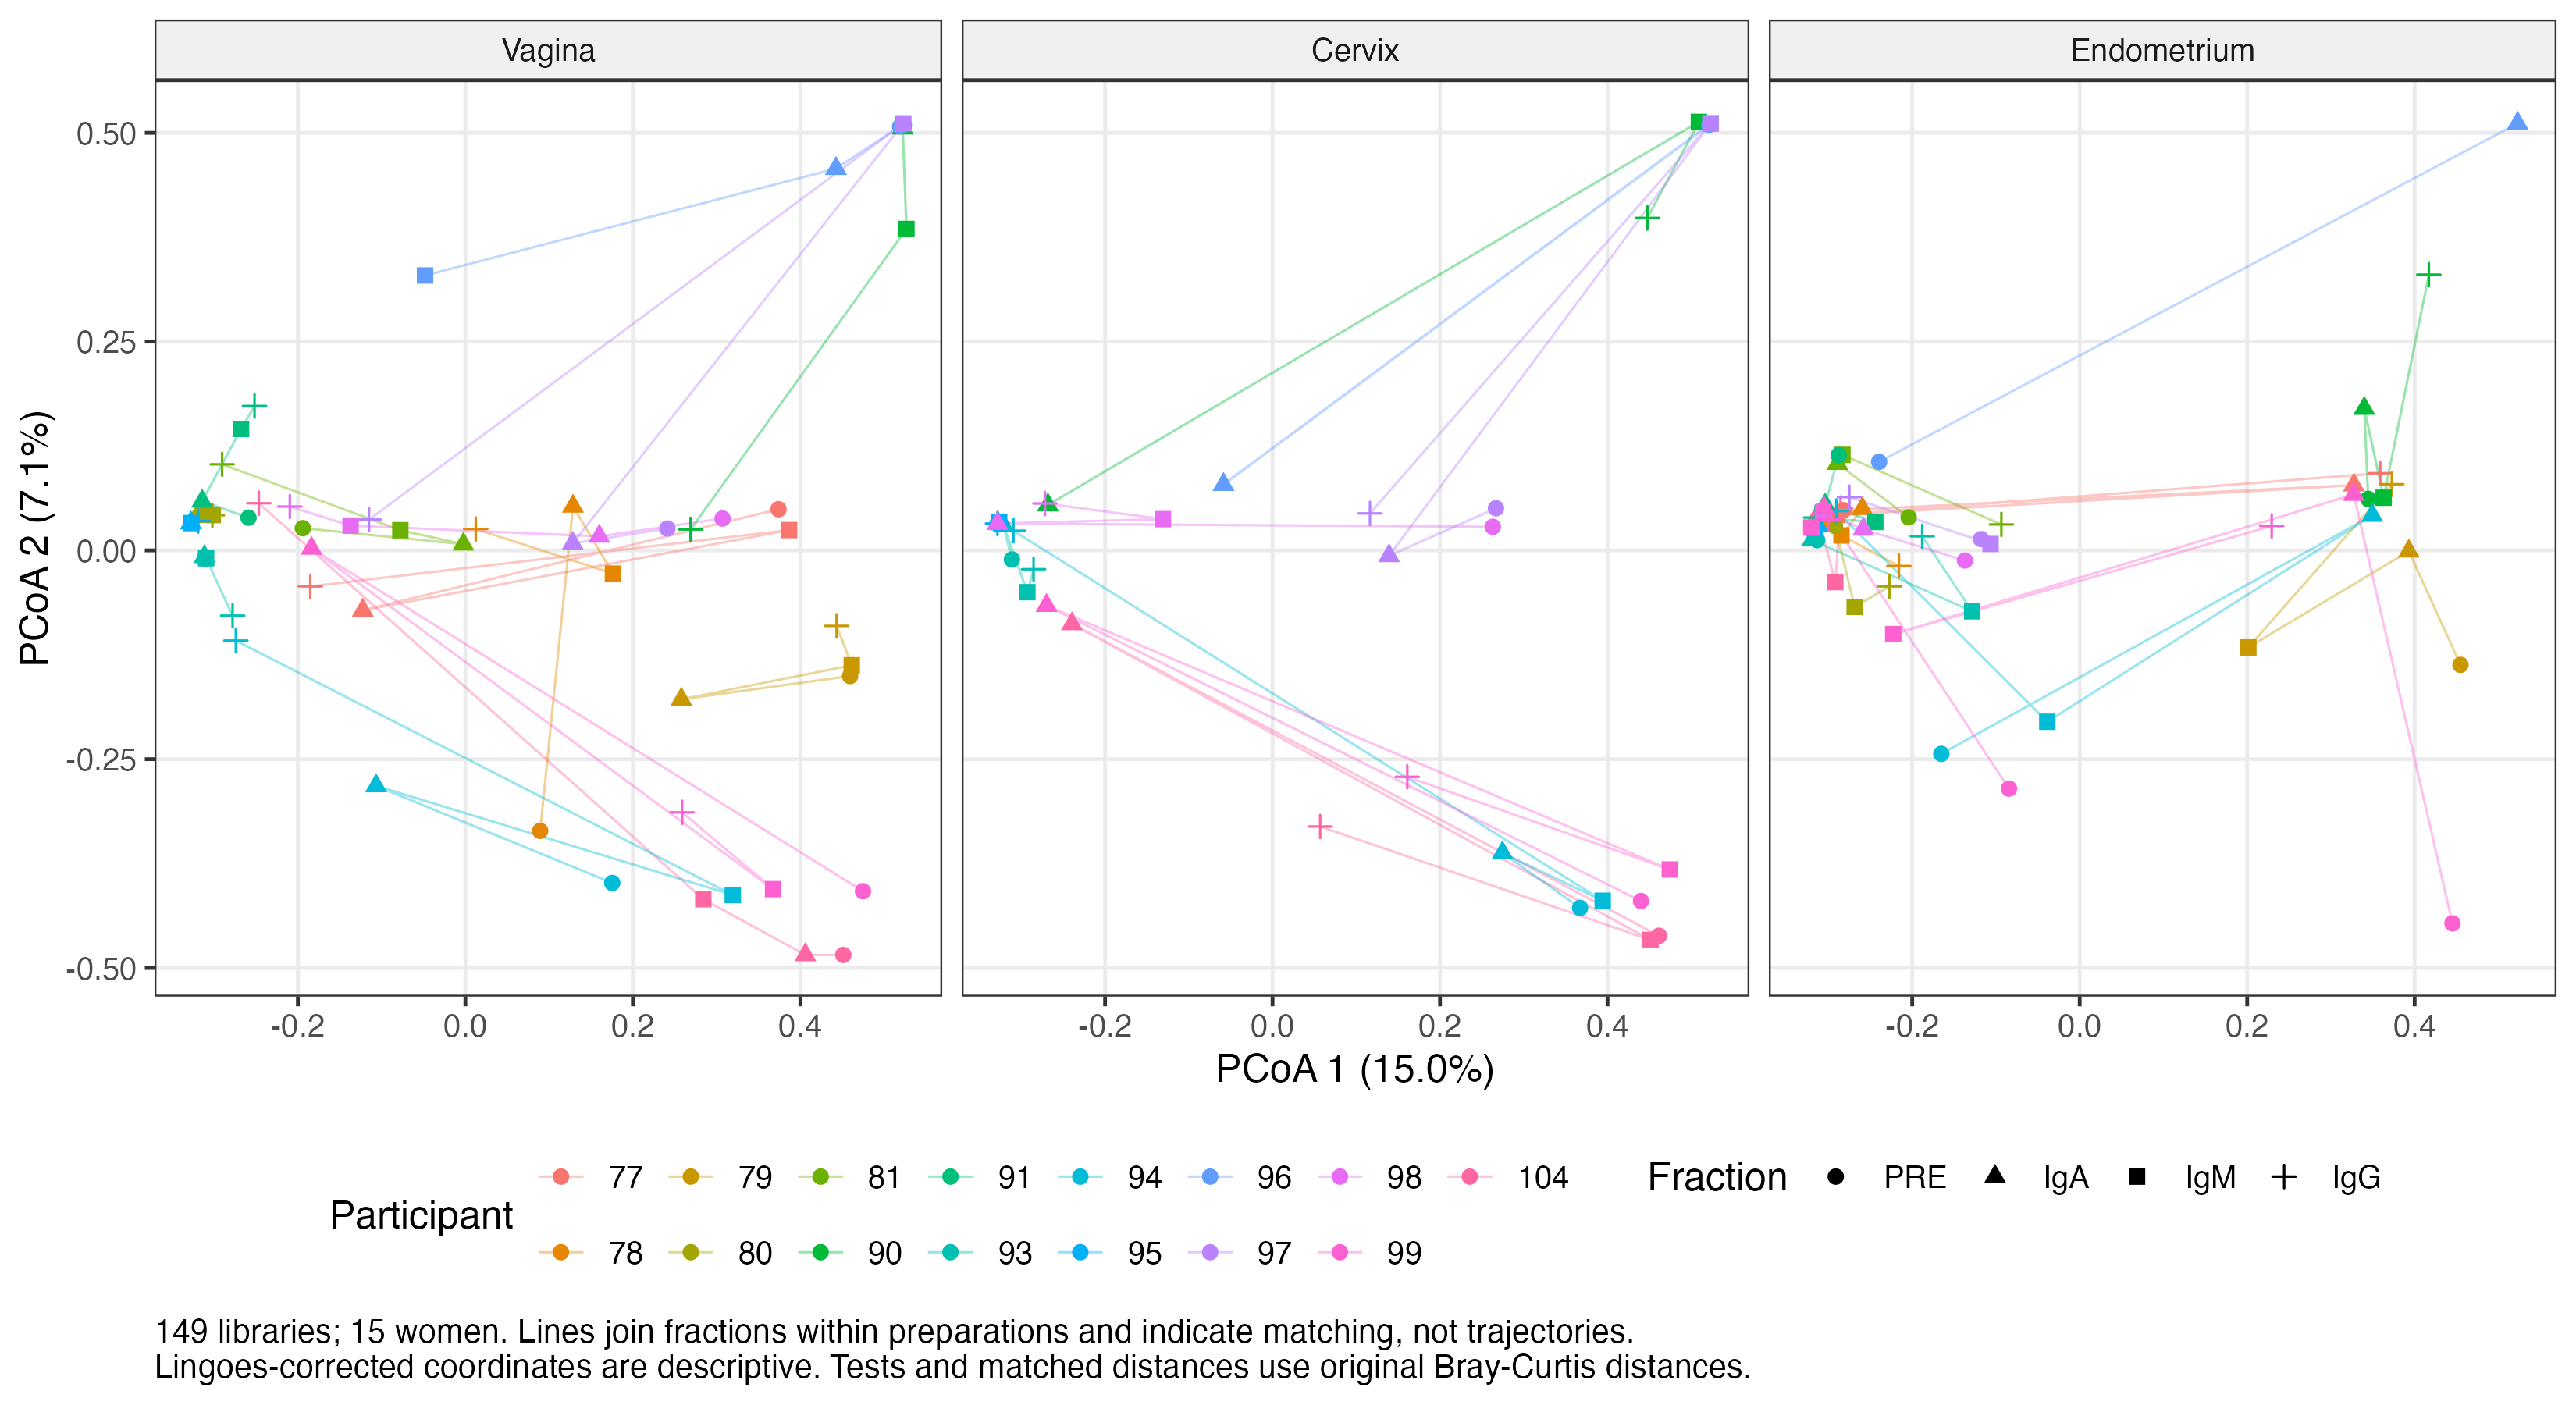 Vagina
Cervix
Endometrium
PCoA 2 (7.1%)
0.50
0.25
0.00
-0.25
-0.50
-0.2 0.0 0.2 0.4
-0.2 0.0 0.2 0.4
-0.2 0.0 0.2 0.4
PCoA 1 (15.0%)
Participant
77 79 81 91 94 96 98 104
78 80 90 93 95 97 99
Fraction PRE IgA IgM IgG
149 libraries; 15 women. Lines join fractions within preparations and indicate matching, not trajectories.
Lingoes-corrected coordinates are descriptive. Tests and matched distances use original Bray-Curtis distances.